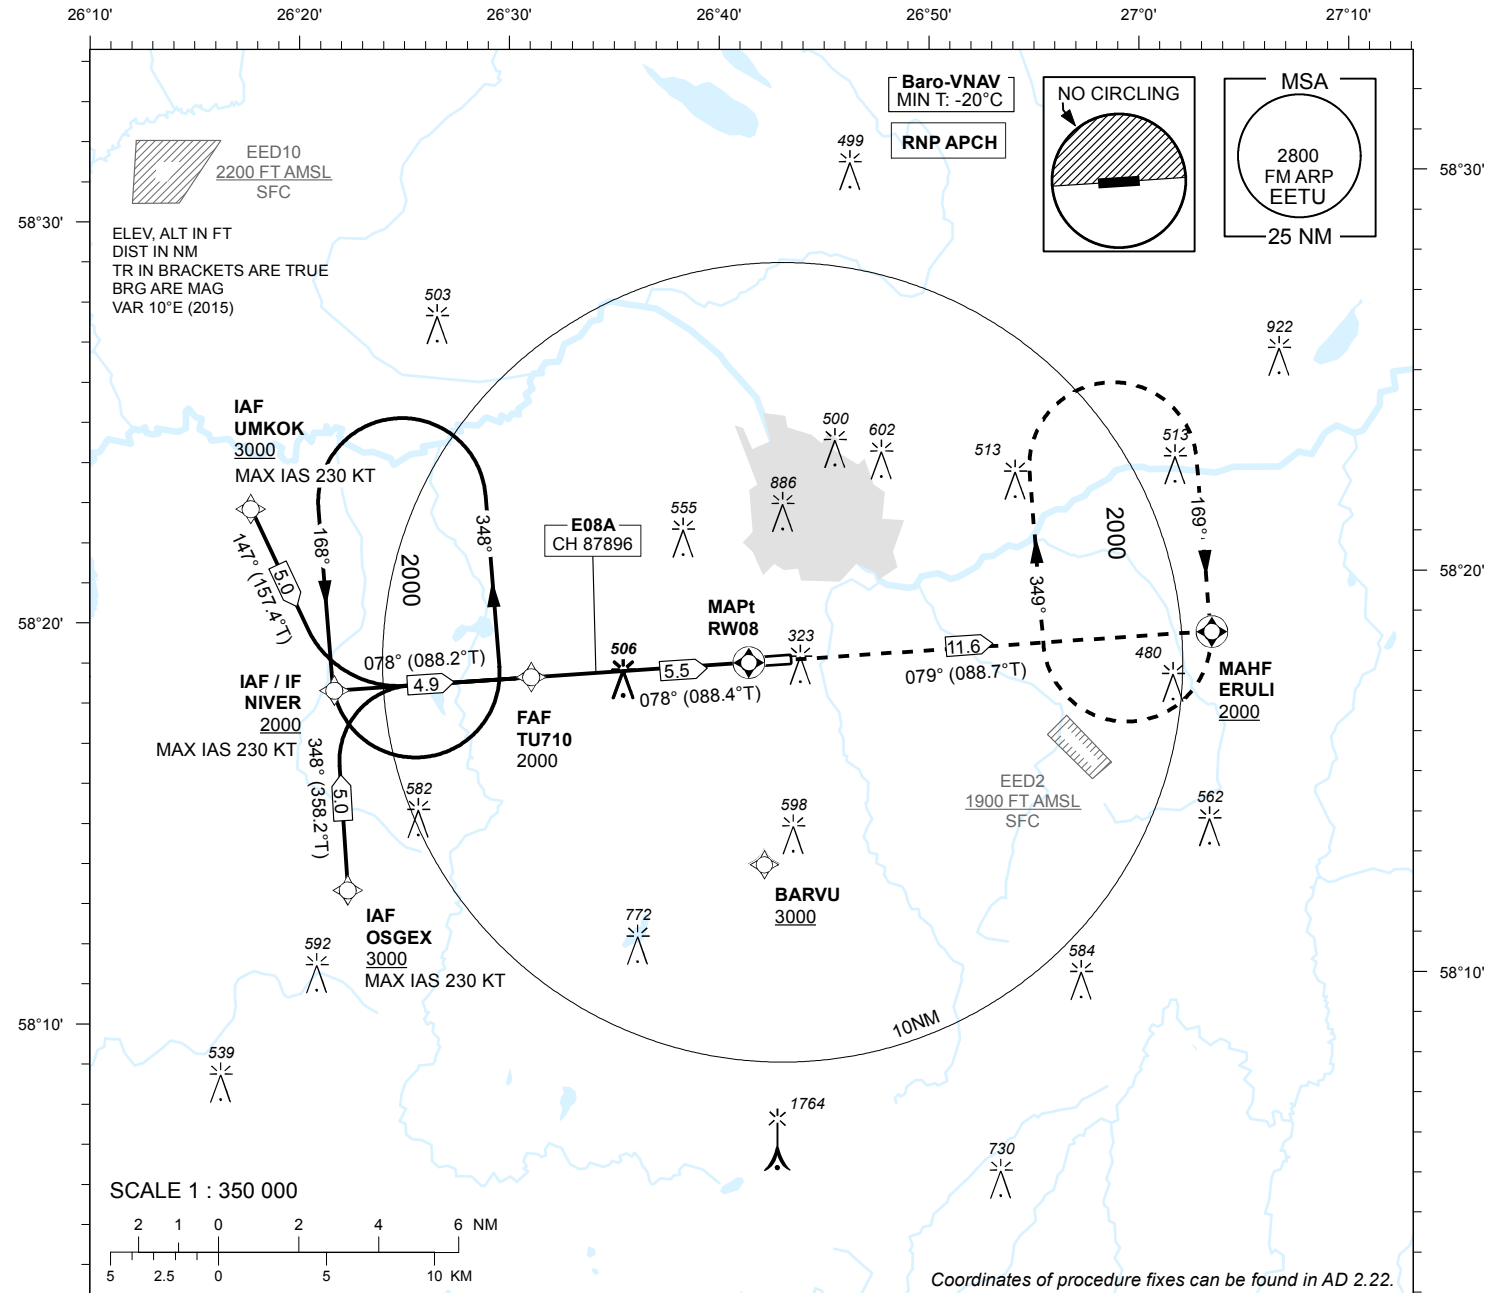 26°10' 26°20' 26°30' 26°40' 26°50' 27°0' 27°10'
Baro-VNAV
MIN T: -20°C
RNP APCH
NO CIRCLING
MSA
2800
FM ARP
EETU
25 NM
EED10
2200 FT AMSL
SFC
499
58°30'
58°30'
ELEV, ALT IN FT
DIST IN NM
TR IN BRACKETS ARE TRUE
BRG ARE MAG
VAR 10°E (2015)
503
922
IAF
UMKOK
3000
MAX IAS 230 KT
500
602
513
513
886
555
E08A
CH 87896
168°
348°
2000
147° (157.4°T)
5.0
2000
169°
349°
58°20'
58°20'
MAPt
RW08
323
506
078° (088.2°T)
4.9
5.5
078° (088.4°T)
11.6
079° (088.7°T)
480
MAHF
ERULI
2000
IAF / IF
NIVER
2000
MAX IAS 230 KT
FAF
TU710
2000
348° (358.2°T)
5.0
582
598
EED2
1900 FT AMSL
SFC
562
BARVU
3000
IAF
OSGEX
3000
MAX IAS 230 KT
772
592
584
58°10'
58°10'
10NM
539
1764
730
SCALE 1 : 350 000
2 1 0 2 4 6 NM
5 2.5 0 5 10 KM
Coordinates of procedure fixes can be found in AD 2.22.